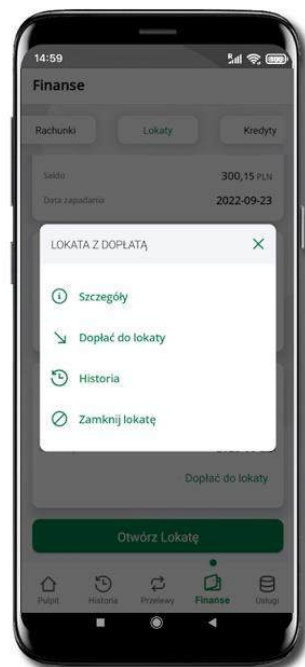 14:59
Finanse
Rachunki Lokaty Kredyty
Saldo 300,15 PLN
Data zapadania 2022-09-23
LOKATA Z DOPŁATĄ
Szczegóły
Dopłać do lokaty
Historia
Zamknij lokatę
Dopłać do lokaty
Otwórz Lokatę
Pulpit Historia Przelewy Finanse Usługi